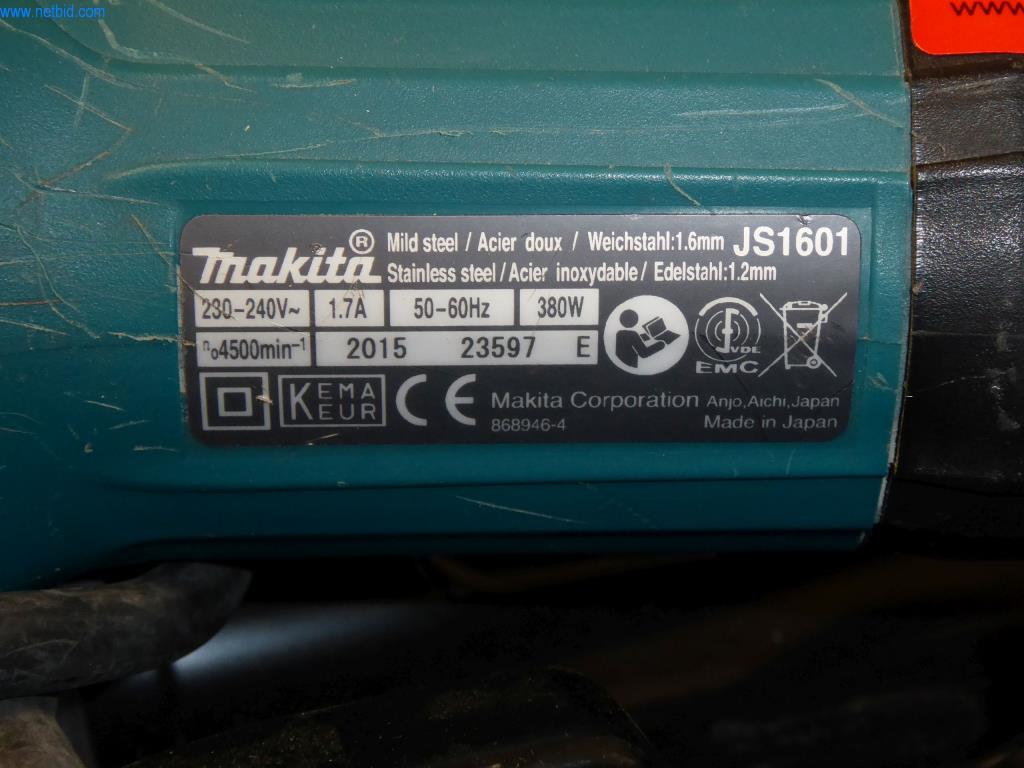 www.netbid.com
www
makita® Mild steel / Acier doux / Weichstahl:1.6mm JS1601
Stainless steel / Acier inoxydable / Edelstahl:1.2mm
230-240V~ 1.7A 50-60Hz 380W
n₀4500min⁻¹ 2015 23597 E
VDE
EMC
KEMA
KEUR
CE
Makita Corporation Anjo,Aichi,Japan
868946-4 Made in Japan